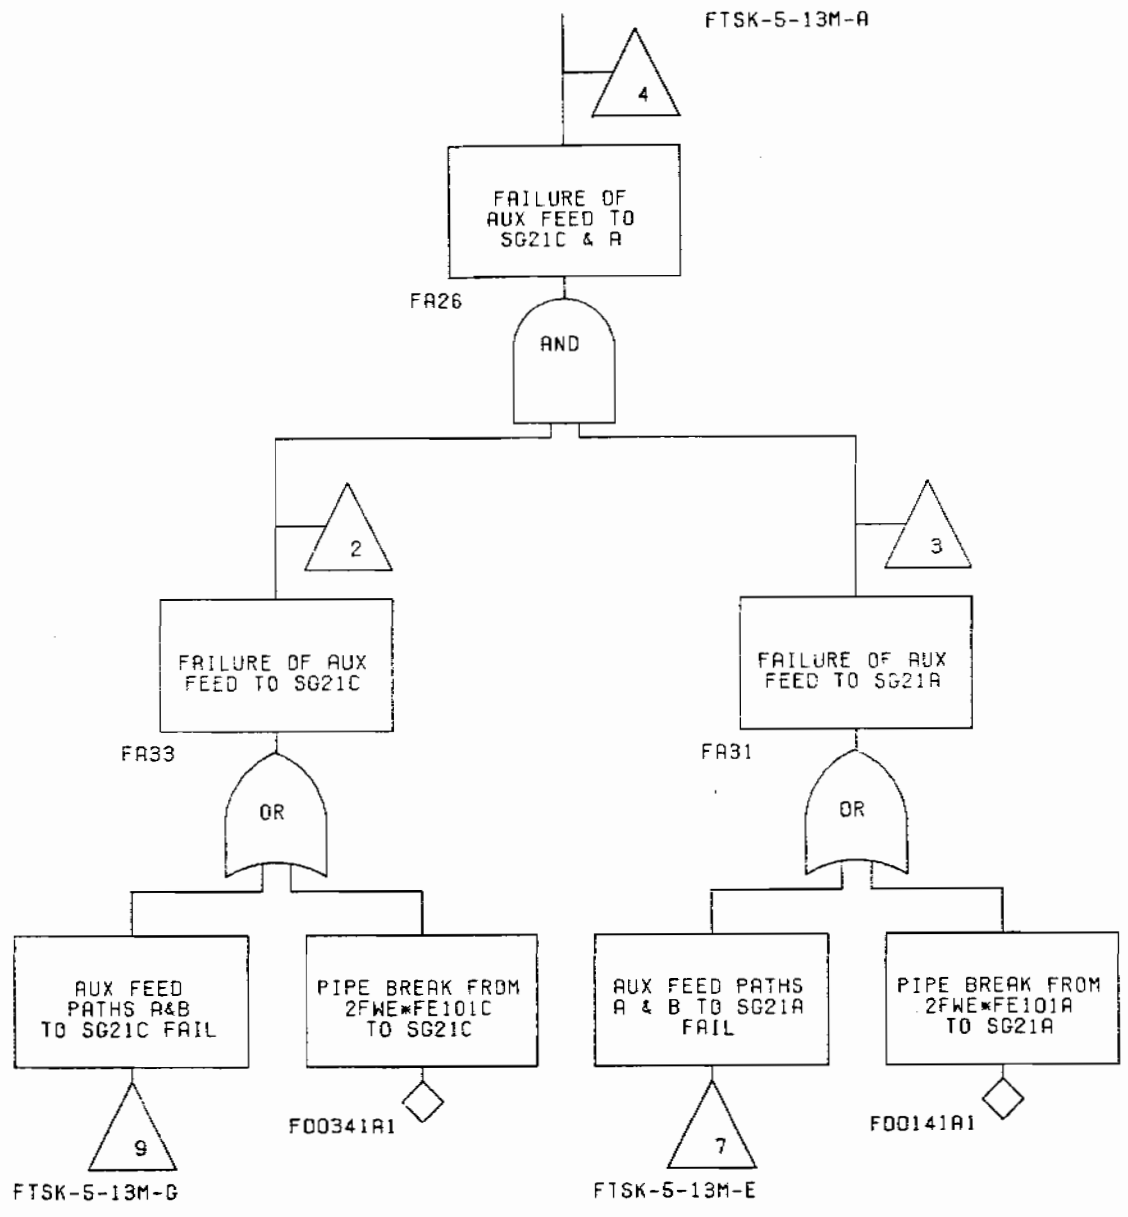 FTSK-5-13M-A
4
FAILURE OF
AUX FEED TO
SG21C & A
FA26
AND
2
3
FAILURE OF AUX
FEED TO SG21C
FAILURE OF AUX
FEED TO SG21A
FA33
FA31
OR
OR
AUX FEED
PATHS A&B
TO SG21C FAIL
PIPE BREAK FROM
2FWE*FE101C
TO SG21C
AUX FEED PATHS
A & B TO SG21A
FAIL
PIPE BREAK FROM
2FWE*FE101A
TO SG21A
9
FD0341A1
7
FD0141A1
FTSK-5-13M-G
FTSK-5-13M-E